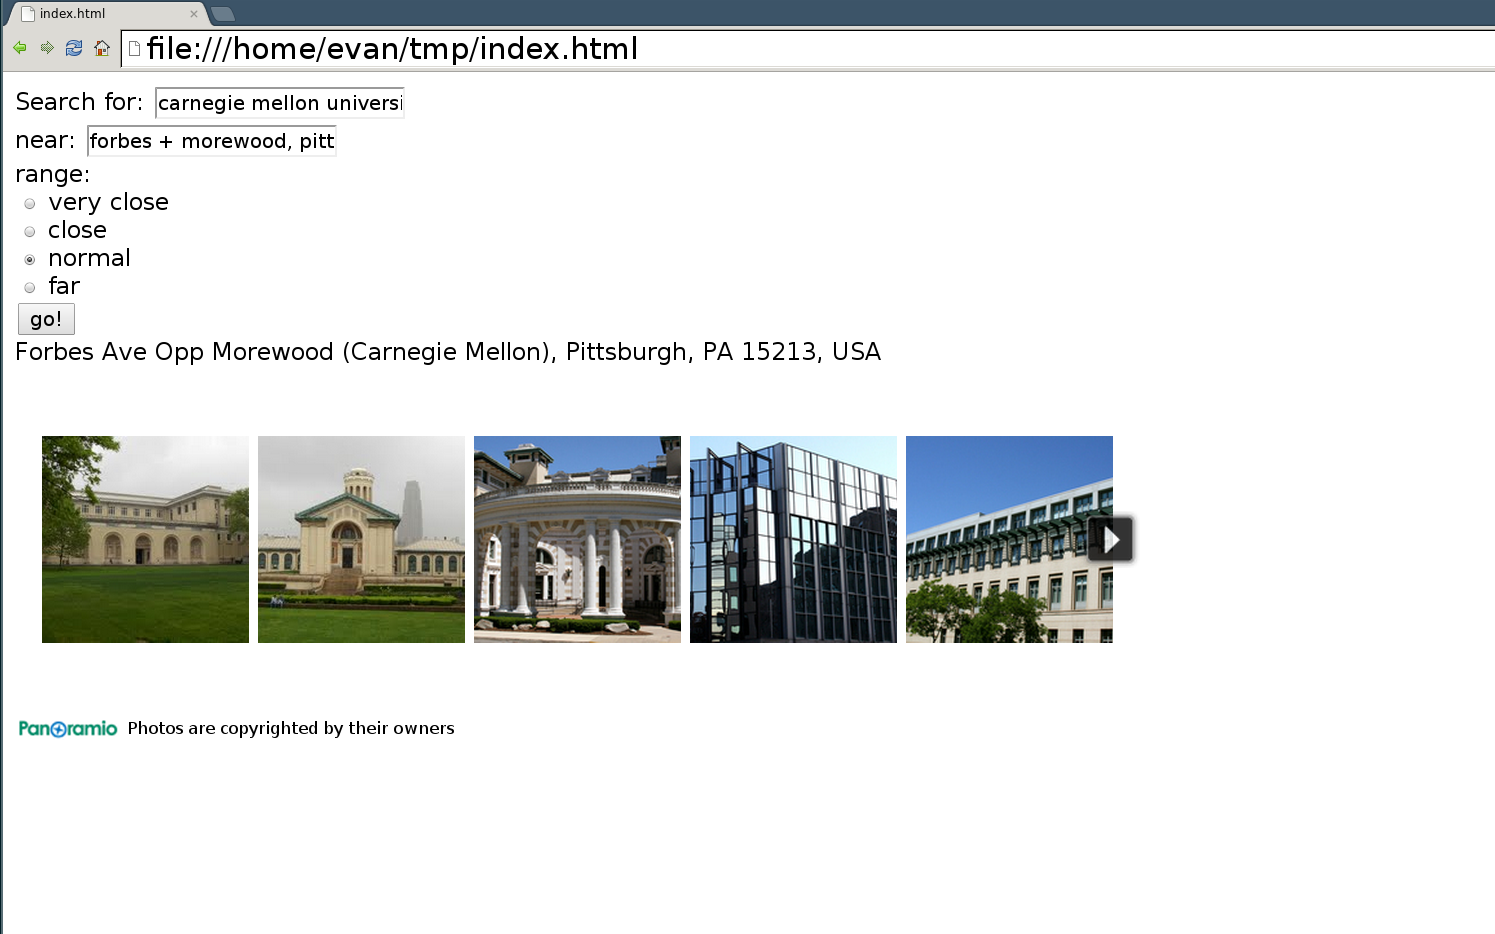 index.html
file:///home/evan/tmp/index.html
Search for: carnegie mellon universi
near: forbes + morewood, pitt
range:
very close
close
normal
far
go!
Forbes Ave Opp Morewood (Carnegie Mellon), Pittsburgh, PA 15213, USA
Panoramio Photos are copyrighted by their owners